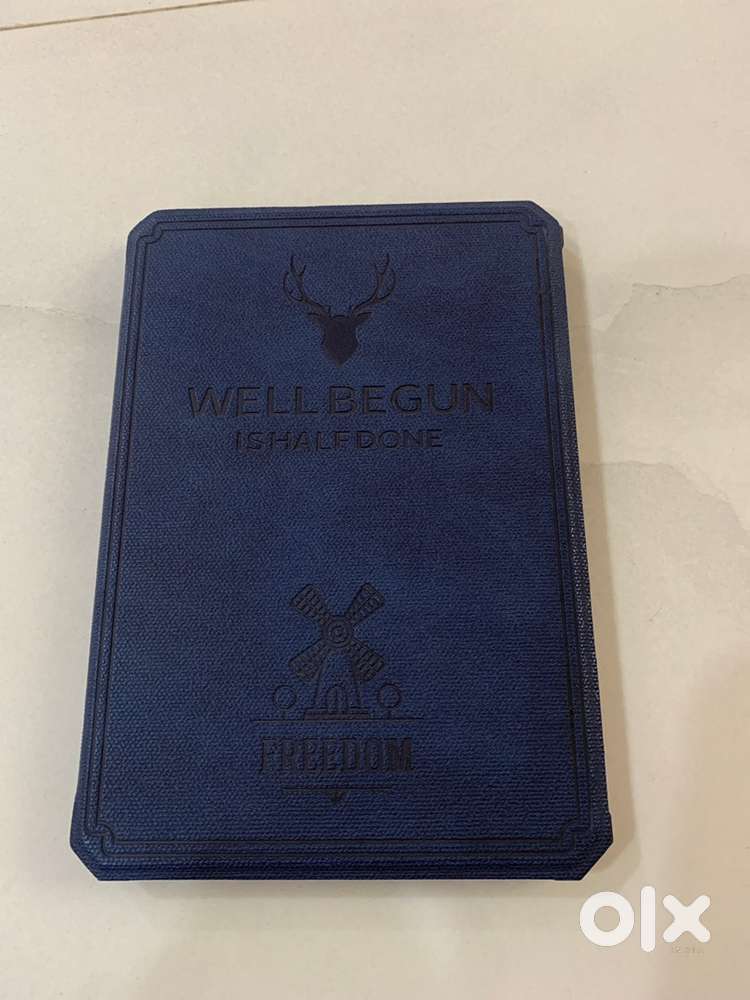 WELL BEGUN
IS HALF DONE
FREEDOM
olx